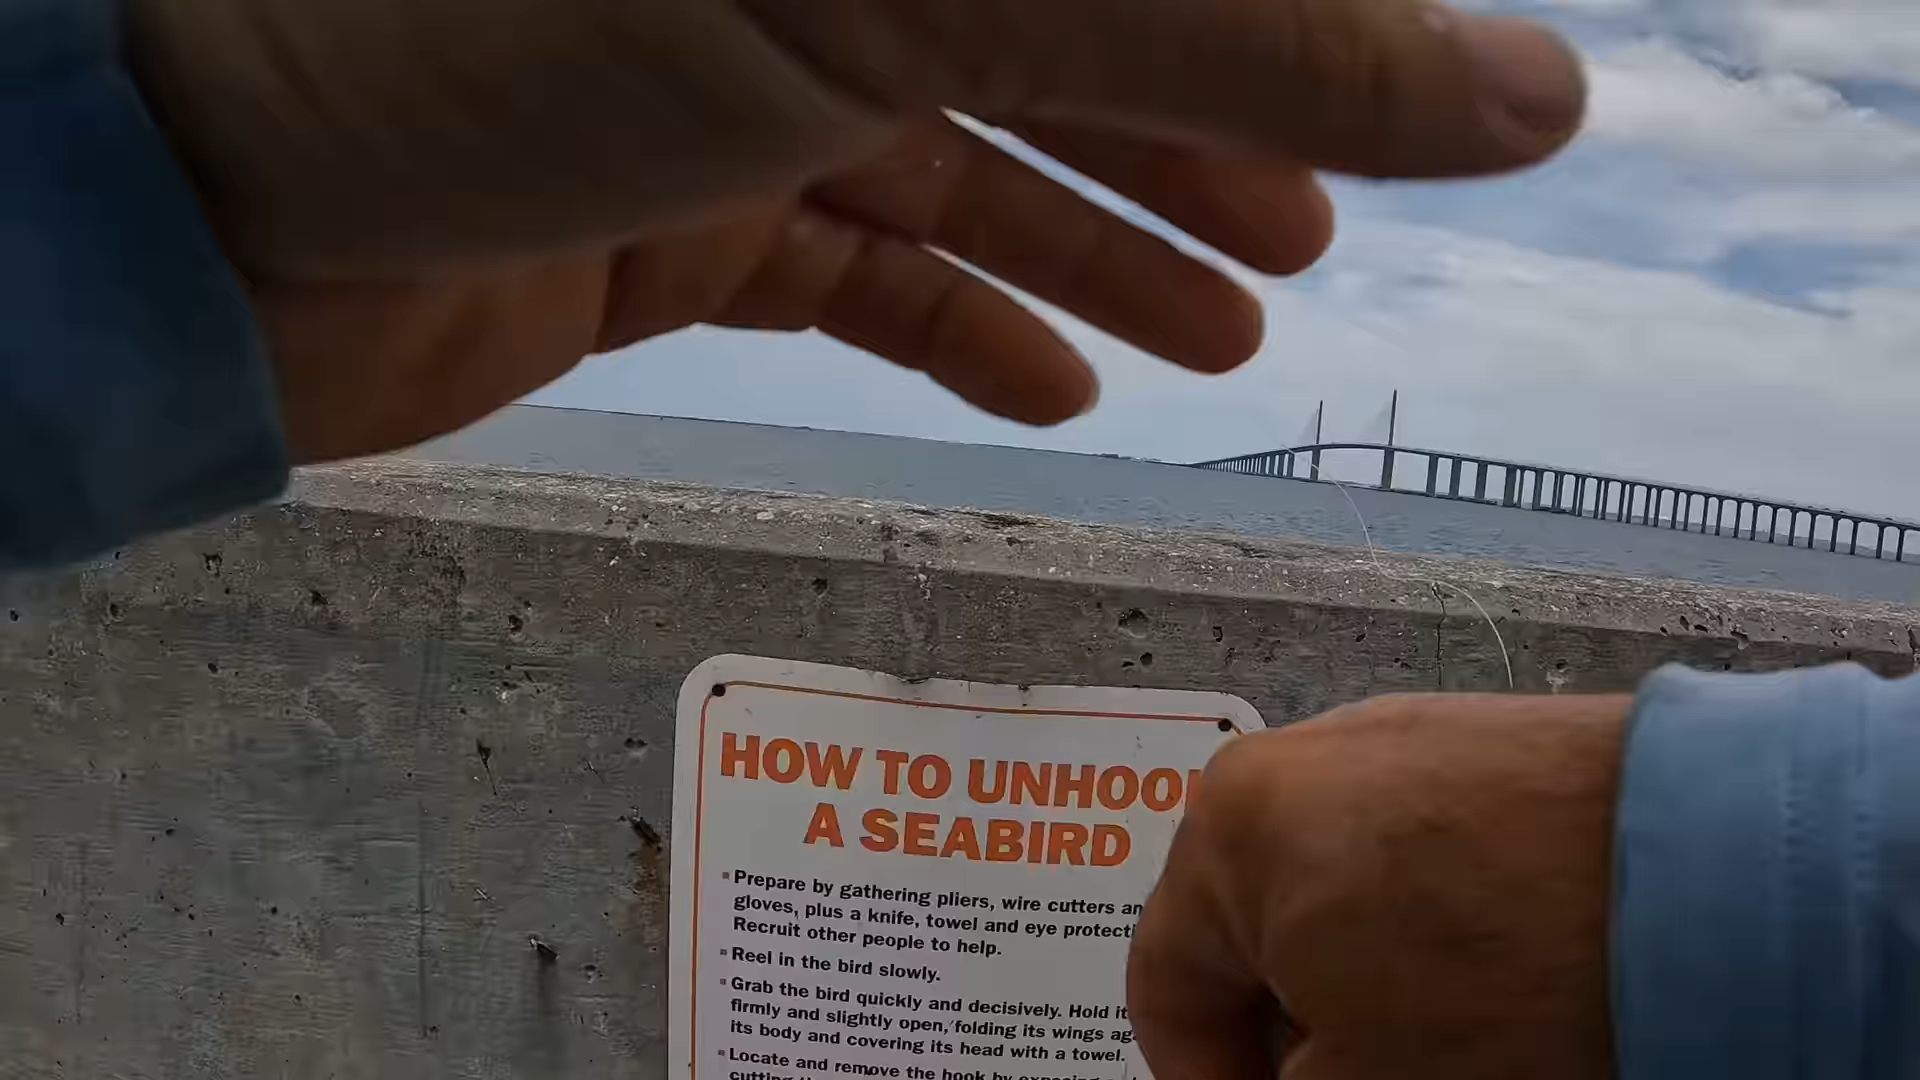 HOW TO UNHOO
A SEABIRD
Prepare by gathering pliers, wire cutters an
gloves, plus a knife, towel and eye protecti
Recruit other people to help.
Reel in the bird slowly.
Grab the bird quickly and decisively. Hold it
firmly and slightly open, folding its wings ag
its body and covering its head with a towel.
Locate and remove the hook by
cutting